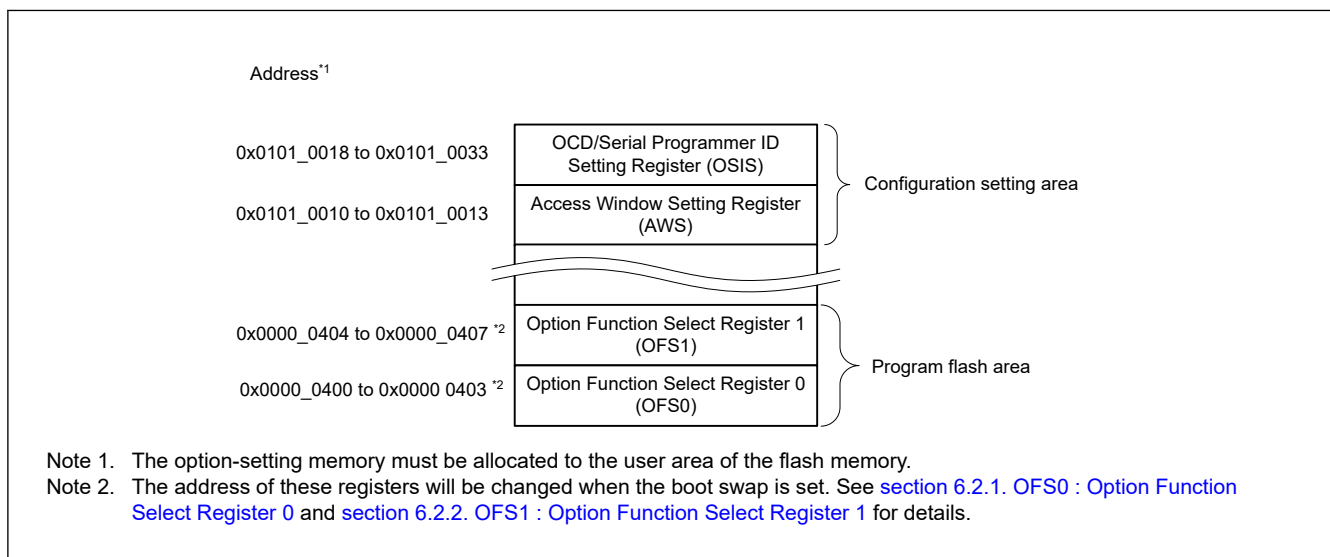 Address*1
0x0101_0018 to 0x0101_0033
OCD/Serial Programmer ID
Setting Register (OSIS)
Configuration setting area
0x0101_0010 to 0x0101_0013
Access Window Setting Register
(AWS)
0x0000_0404 to 0x0000_0407 *2
Option Function Select Register 1
(OFS1)
Program flash area
0x0000_0400 to 0x0000 0403 *2
Option Function Select Register 0
(OFS0)
Note 1. The option-setting memory must be allocated to the user area of the flash memory.
Note 2. The address of these registers will be changed when the boot swap is set. See section 6.2.1. OFS0 : Option Function
Select Register 0 and section 6.2.2. OFS1 : Option Function Select Register 1 for details.